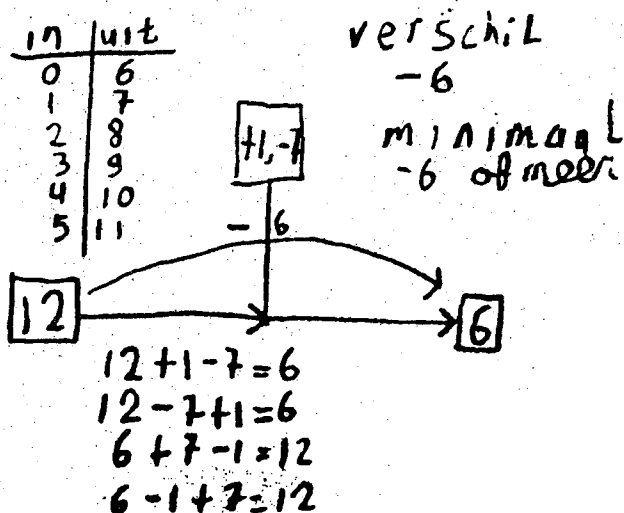 in uit
0 6
1 7
2 8
3 9
4 10
5 11
verschil
-6
minimaal
-6 of meer
+1, -7
- 6
12
6
12 + 1 - 7 = 6
12 - 7 + 1 = 6
6 + 7 - 1 = 12
6 - 1 + 7 = 12